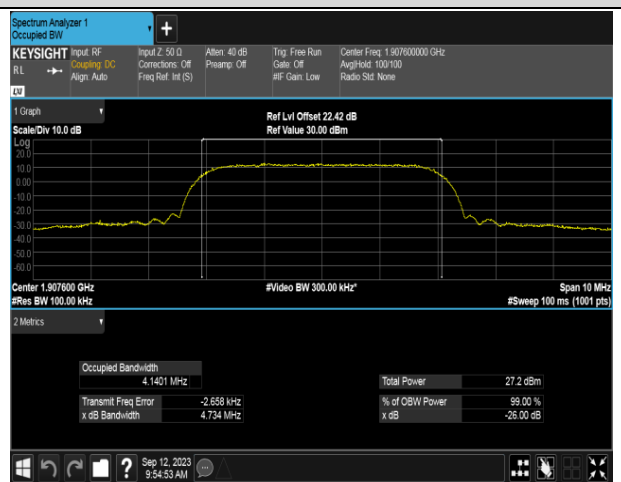 Spectrum Analyzer 1
Occupied BW
+
KEYSIGHT
RL
LXI
Input: RF
Coupling: DC
Align: Auto
Input Z: 50 Ω
Corrections: Off
Freq Ref: Int (S)
Atten: 40 dB
Preamp: Off
Trig: Free Run
Gate: Off
#IF Gain: Low
Center Freq: 1.907600000 GHz
Avg|Hold: 100/100
Radio Std: None
1 Graph
Scale/Div 10.0 dB
Ref Lvl Offset 22.42 dB
Ref Value 30.00 dBm
Log
20.0
10.0
0.00
-10.0
-20.0
-30.0
-40.0
-50.0
-60.0
Center 1.907600 GHz
#Res BW 100.00 kHz
#Video BW 300.00 kHz*
Span 10 MHz
#Sweep 100 ms (1001 pts)
2 Metrics
Occupied Bandwidth
4.1401 MHz
Transmit Freq Error -2.658 kHz
x dB Bandwidth 4.734 MHz
Total Power 27.2 dBm
% of OBW Power 99.00 %
x dB -26.00 dB
?
Sep 12, 2023
9:54:53 AM